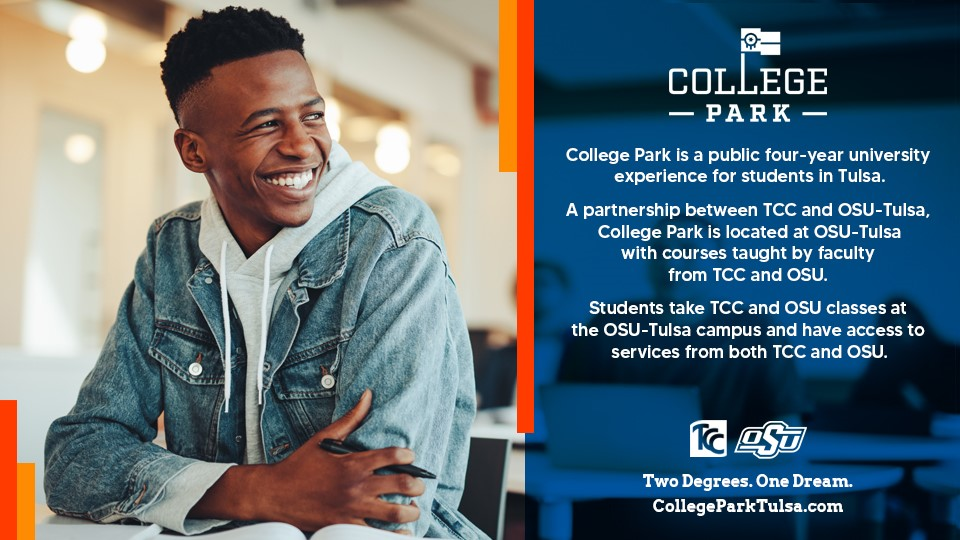 COLLEGE
PARK
College Park is a public four-year university
experience for students in Tulsa.
A partnership between TCC and OSU-Tulsa,
College Park is located at OSU-Tulsa
with courses taught by faculty
from TCC and OSU.
Students take TCC and OSU classes at
the OSU-Tulsa campus and have access to
services from both TCC and OSU.
TCC OSU
Two Degrees. One Dream.
CollegeParkTulsa.com